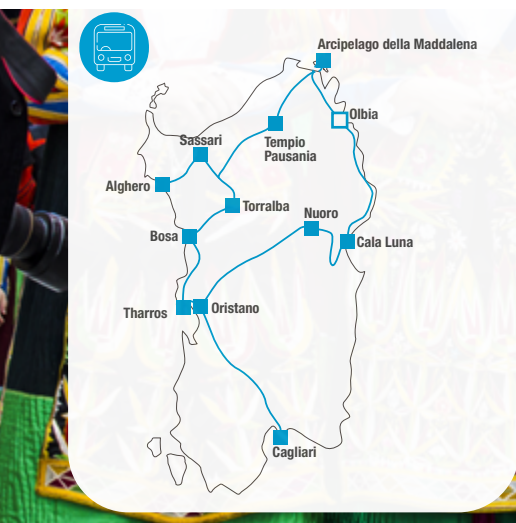 Arcipelago della Maddalena
Olbia
Sassari
Tempio
Pausania
Alghero
Torralba
Nuoro
Bosa
Cala Luna
Tharros
Oristano
Cagliari